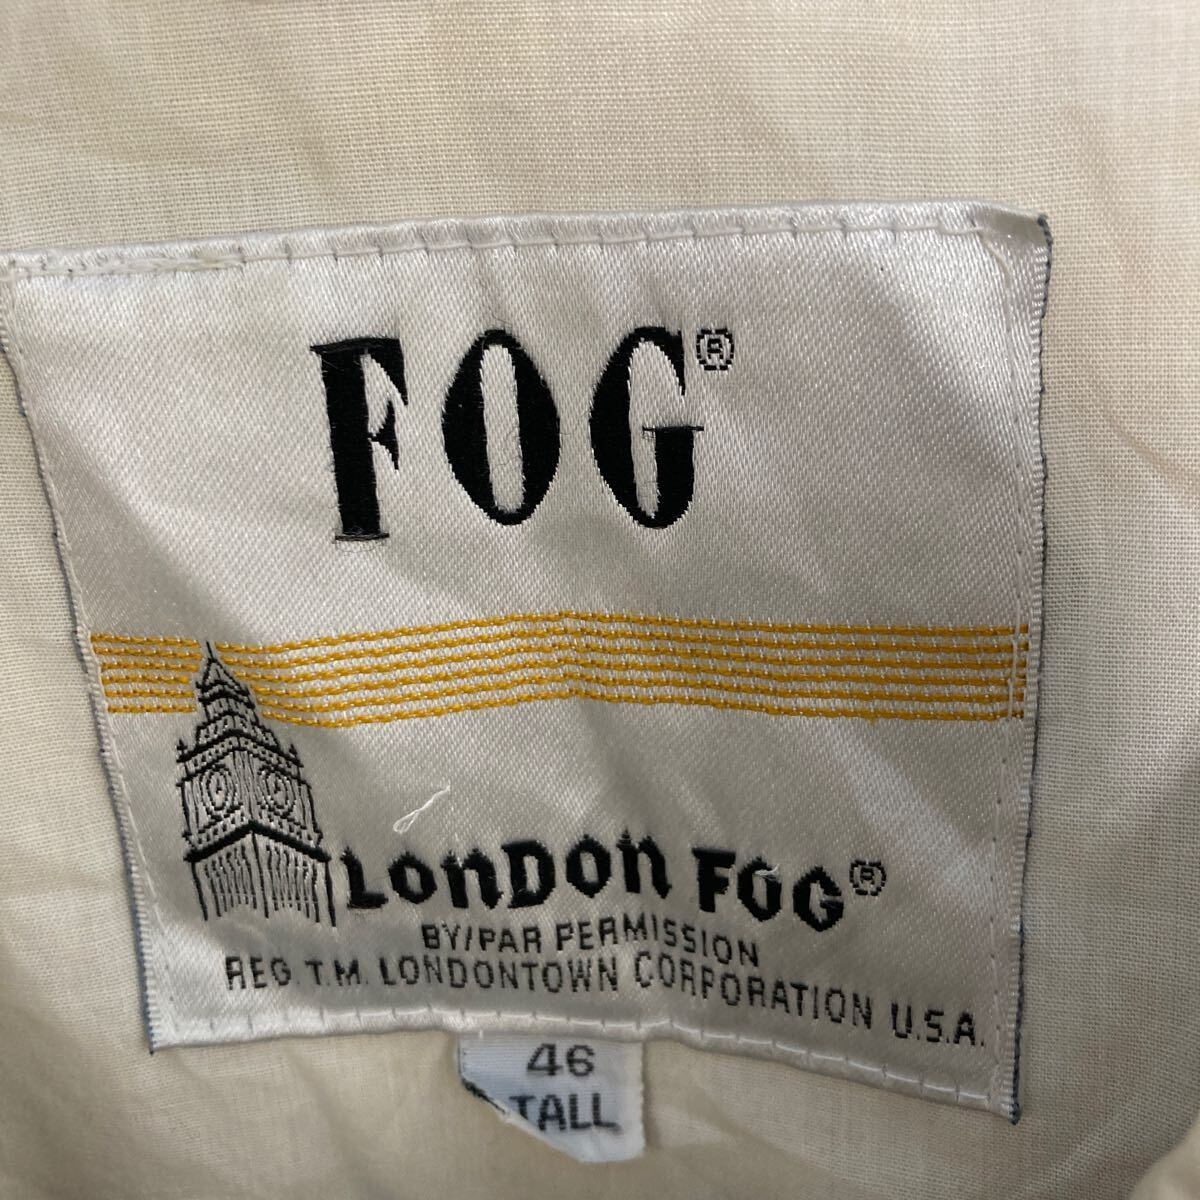 FOG®
LONDON FOG®
BY/PAR PERMISSION
REG. T.M. LONDONTOWN CORPORATION U.S.A.
46
TALL